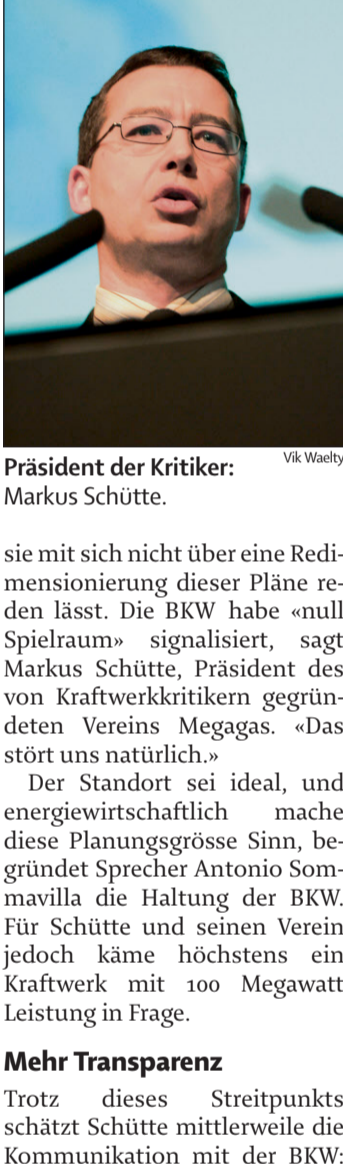 Vik Waelty
Präsident der Kritiker:
Markus Schütte.
sie mit sich nicht über eine Redi-
mensionierung dieser Pläne re-
den lässt. Die BKW habe «null
Spielraum» signalisiert, sagt
Markus Schütte, Präsident des
von Kraftwerkkritikern gegrün-
deten Vereins Megagas. «Das
stört uns natürlich.»
Der Standort sei ideal, und
energiewirtschaftlich mache
diese Planungsgrösse Sinn, be-
gründet Sprecher Antonio Som-
mavilla die Haltung der BKW.
Für Schütte und seinen Verein
jedoch käme höchstens ein
Kraftwerk mit 100 Megawatt
Leistung in Frage.
Mehr Transparenz
Trotz dieses Streitpunkts
schätzt Schütte mittlerweile die
Kommunikation mit der BKW: